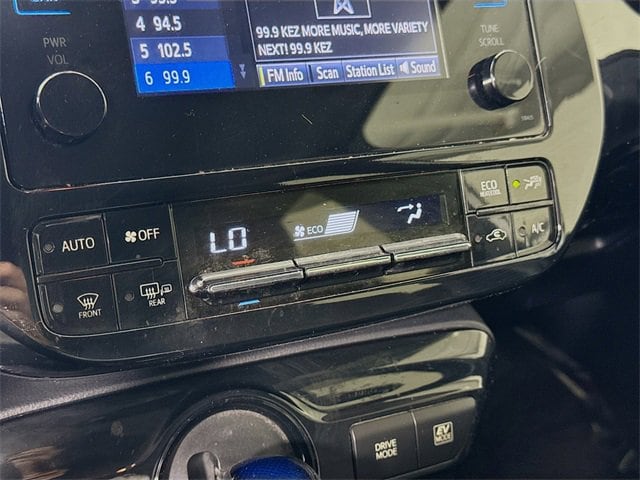 4 94.5
5 102.5
6 99.9
99.9 KEZ MORE MUSIC, MORE VARIETY
NEXT! 99.9 KEZ
FM Info Scan Station List Sound
PWR
VOL
TUNE
SCROLL
AUTO
OFF
FRONT
REAR
LO
ECO
ECO
HEAT/COOL
A/C
DRIVE
MODE
EV
MODE